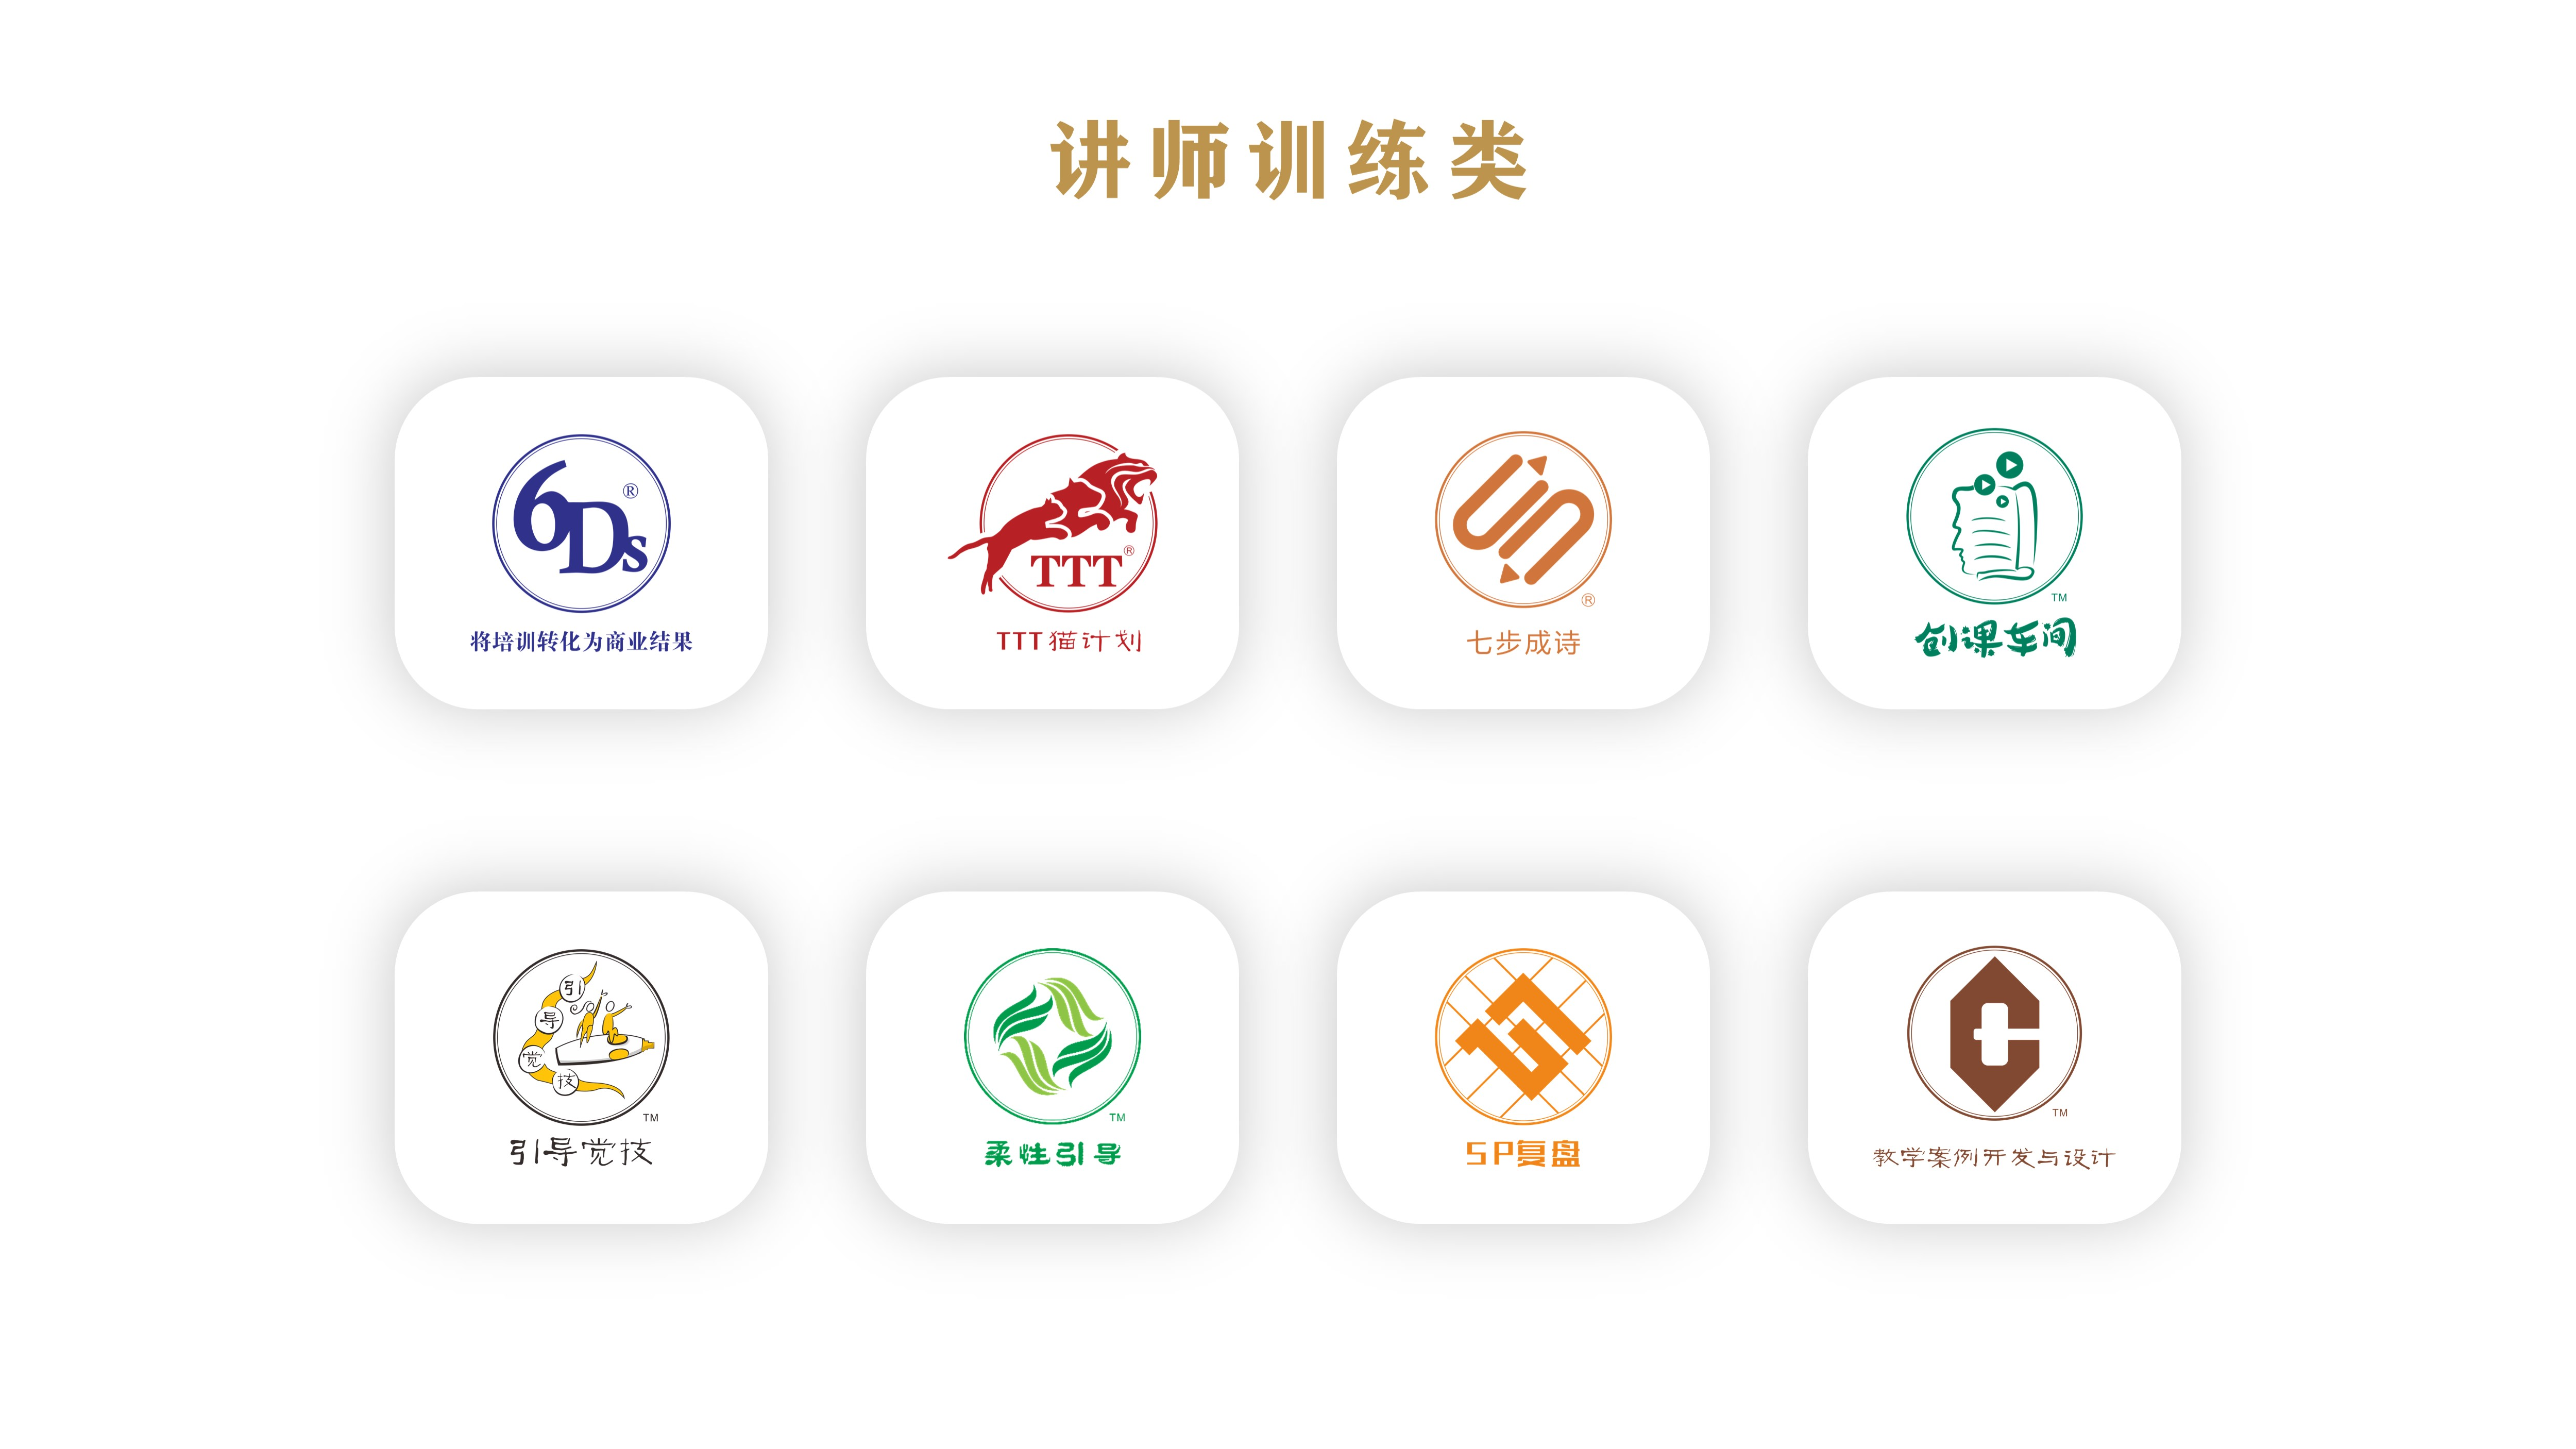 讲师训练类
6Ds®
将培训转化为商业结果
TTT®
TTT猫计划
®
七步成诗
TM
创课车间
引
导
觉
技
TM
引导觉技
TM
柔性引导
5P复盘
TM
教学案例开发与设计